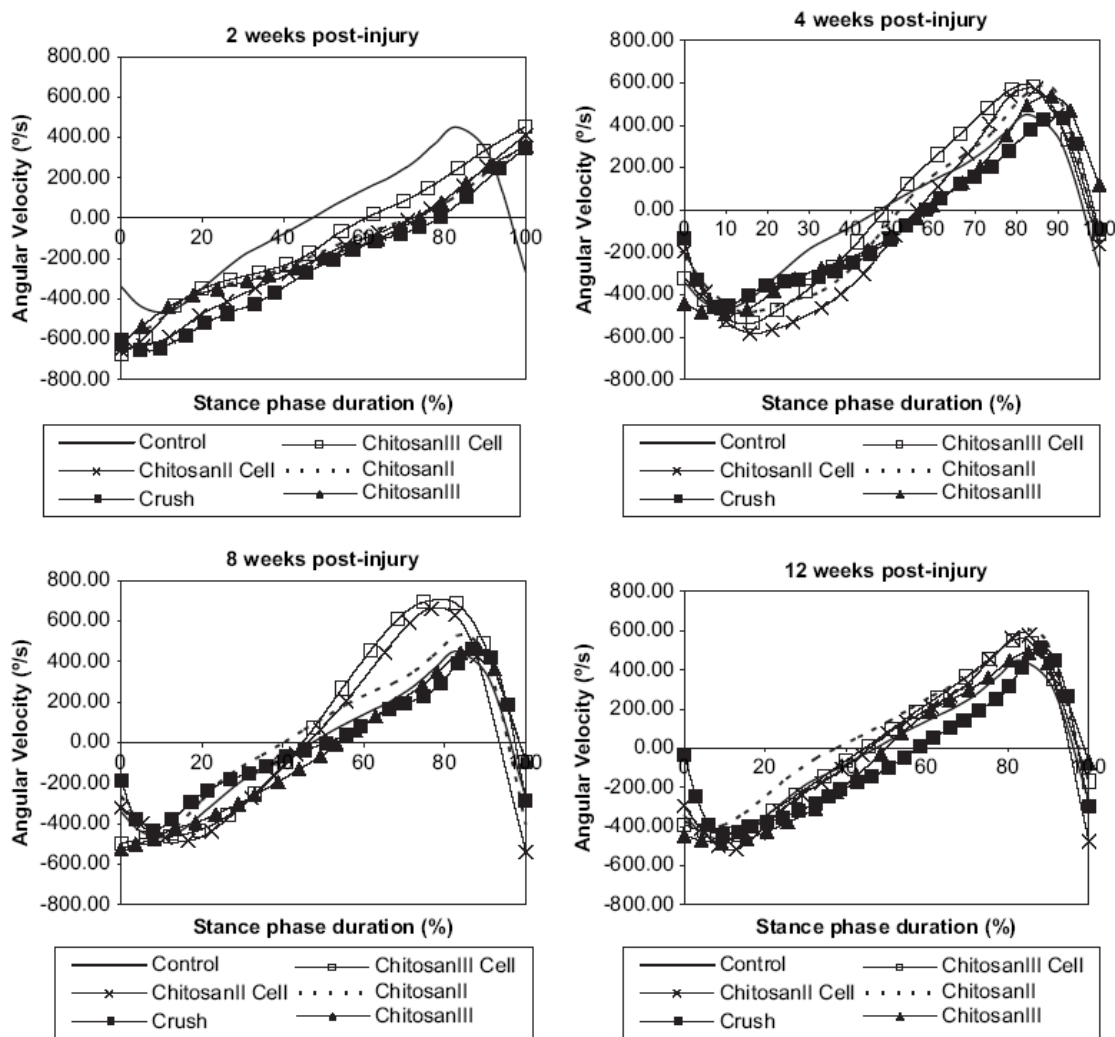 2 weeks post-injury
800.00
600.00
400.00
200.00
0.00
-200.00
-400.00
-600.00
-800.00
0 20 40 60 80 100
Angular Velocity (º/s)
Stance phase duration (%)
Control ChitosanIII Cell
ChitosanII Cell ChitosanII
Crush ChitosanIII
4 weeks post-injury
800.00
600.00
400.00
200.00
0.00
-200.00
-400.00
-600.00
-800.00
0 10 20 30 40 50 60 70 80 90 100
Angular Velocity (º/s)
Stance phase duration (%)
Control ChitosanIII Cell
ChitosanII Cell ChitosanII
Crush ChitosanIII
8 weeks post-injury
800.00
600.00
400.00
200.00
0.00
-200.00
-400.00
-600.00
-800.00
0 20 40 60 80 100
Angular Velocity (º/s)
Stance phase duration (%)
Control ChitosanIII Cell
ChitosanII Cell ChitosanII
Crush ChitosanIII
12 weeks post-injury
800.00
600.00
400.00
200.00
0.00
-200.00
-400.00
-600.00
-800.00
0 20 40 60 80 100
Angular Velocity (º/s)
Stance phase duration (%)
Control ChitosanIII Cell
ChitosanII Cell ChitosanII
Crush ChitosanIII